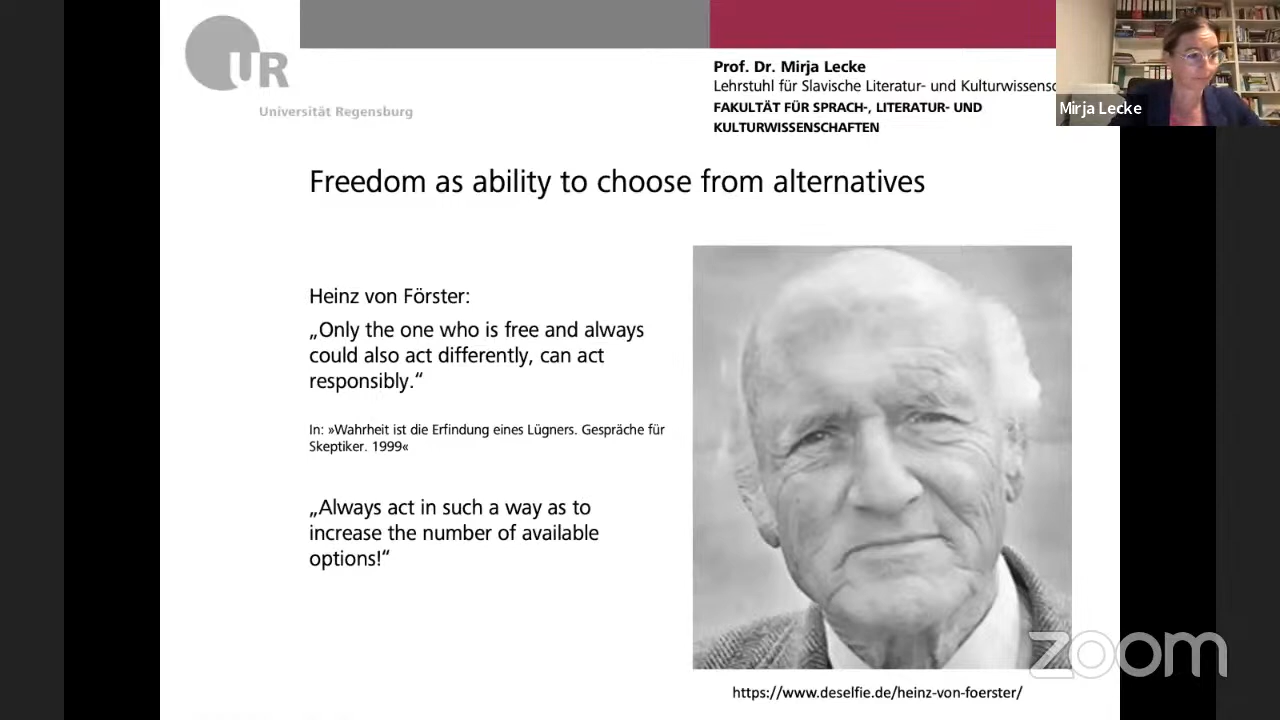 UR
Universität Regensburg
Prof. Dr. Mirja Lecke
Lehrstuhl für Slavische Literatur- und Kulturwissensc
FAKULTÄT FÜR SPRACH-, LITERATUR- UND
KULTURWISSENSCHAFTEN
Mirja Lecke
Freedom as ability to choose from alternatives
Heinz von Förster:
„Only the one who is free and always
could also act differently, can act
responsibly.“
In: »Wahrheit ist die Erfindung eines Lügners. Gespräche für
Skeptiker. 1999«
„Always act in such a way as to
increase the number of available
options!“
zoom
https://www.deselfie.de/heinz-von-foerster/